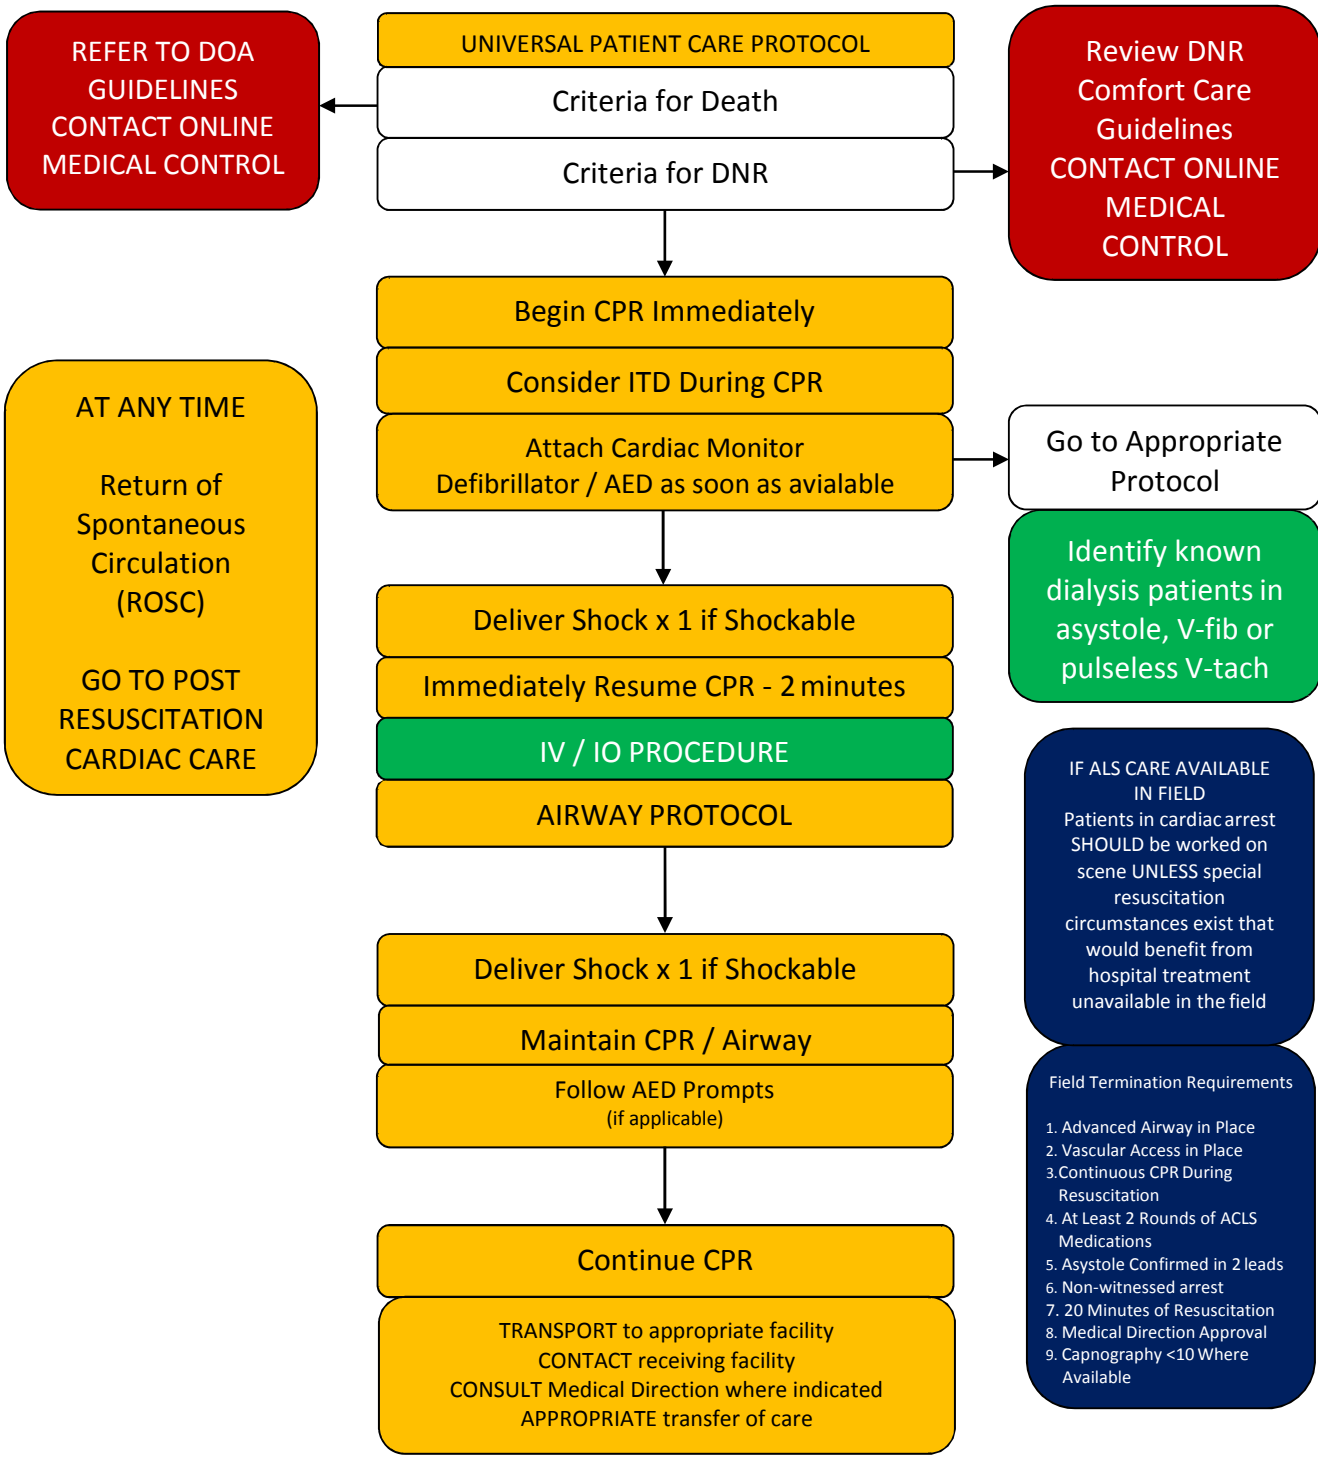 REFER TO DOA
GUIDELINES
CONTACT ONLINE
MEDICAL CONTROL
UNIVERSAL PATIENT CARE PROTOCOL
Criteria for Death
Criteria for DNR
Review DNR
Comfort Care
Guidelines
CONTACT ONLINE
MEDICAL
CONTROL
Begin CPR Immediately
Consider ITD During CPR
Attach Cardiac Monitor
Defibrillator / AED as soon as avialable
AT ANY TIME
Return of
Spontaneous
Circulation
(ROSC)
GO TO POST
RESUSCITATION
CARDIAC CARE
Go to Appropriate
Protocol
Identify known
dialysis patients in
asystole, V-fib or
pulseless V-tach
Deliver Shock x 1 if Shockable
Immediately Resume CPR - 2 minutes
IV / IO PROCEDURE
AIRWAY PROTOCOL
IF ALS CARE AVAILABLE
IN FIELD
Patients in cardiac arrest
SHOULD be worked on
scene UNLESS special
resuscitation
circumstances exist that
would benefit from
hospital treatment
unavailable in the field
Deliver Shock x 1 if Shockable
Maintain CPR / Airway
Follow AED Prompts
(if applicable)
Field Termination Requirements
1. Advanced Airway in Place
2. Vascular Access in Place
3.Continuous CPR During
Resuscitation
4. At Least 2 Rounds of ACLS
Medications
5. Asystole Confirmed in 2 leads
6. Non-witnessed arrest
7. 20 Minutes of Resuscitation
8. Medical Direction Approval
9. Capnography <10 Where
Available
Continue CPR
TRANSPORT to appropriate facility
CONTACT receiving facility
CONSULT Medical Direction where indicated
APPROPRIATE transfer of care